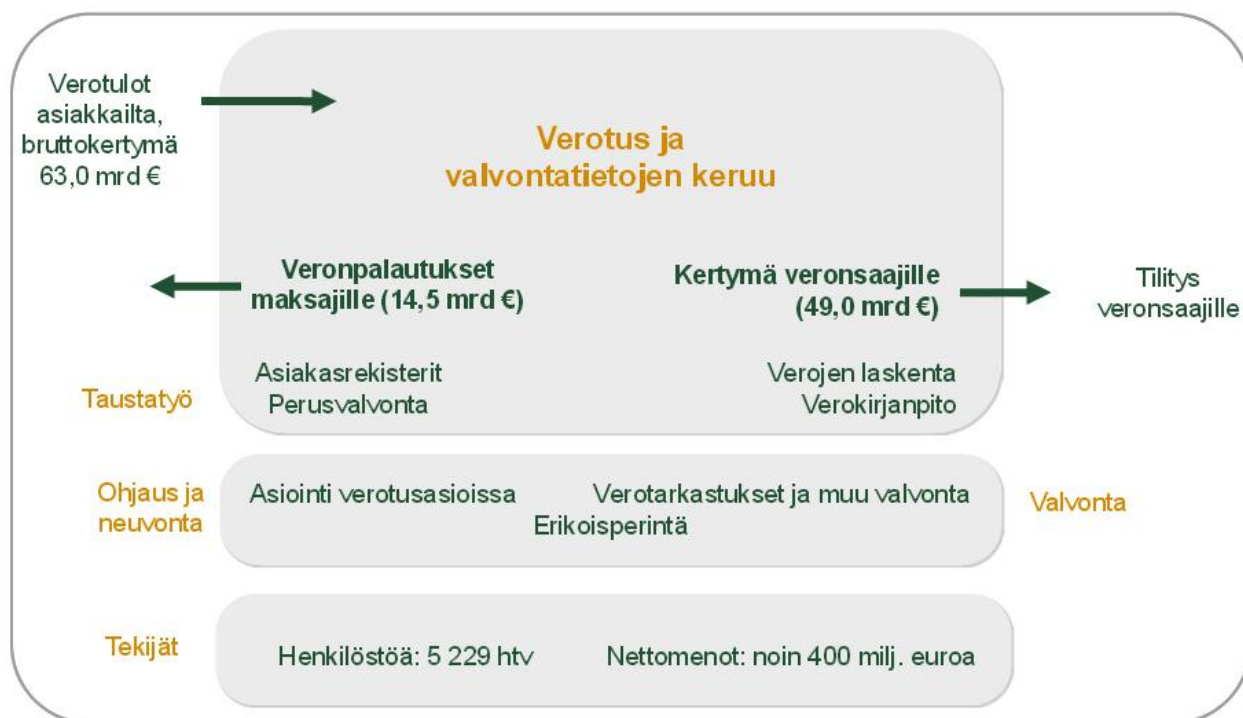 Verotulot
asiakkailta,
bruttokertymä
63,0 mrd €
Verotus ja
valvontatietojen keruu
Veronpalautukset
maksajille (14,5 mrd €)
Kertymä veronsaajille
(49,0 mrd €)
Tilitys
veronsaajille
Taustatyö
Asiakasrekisterit
Perusvalvonta
Verojen laskenta
Verokirjanpito
Ohjaus ja
neuvonta
Asiointi verotusasioissa
Verotarkastukset ja muu valvonta
Erikoisperintä
Valvonta
Tekijät
Henkilöstöä: 5 229 htv
Nettomenot: noin 400 milj. euroa